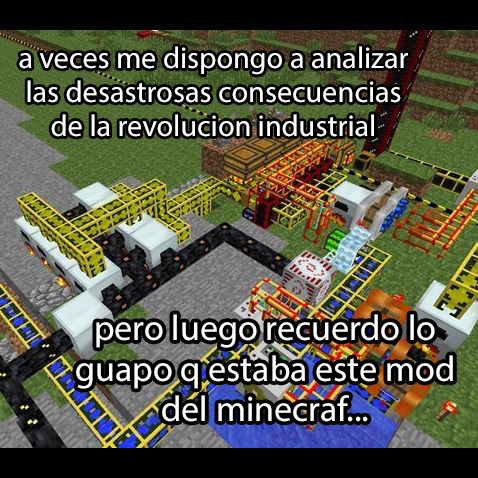 a veces me dispongo a analizar
las desastrosas consecuencias
de la revolucion industrial
pero luego recuerdo lo
guapo q estaba este mod
del minecraf...